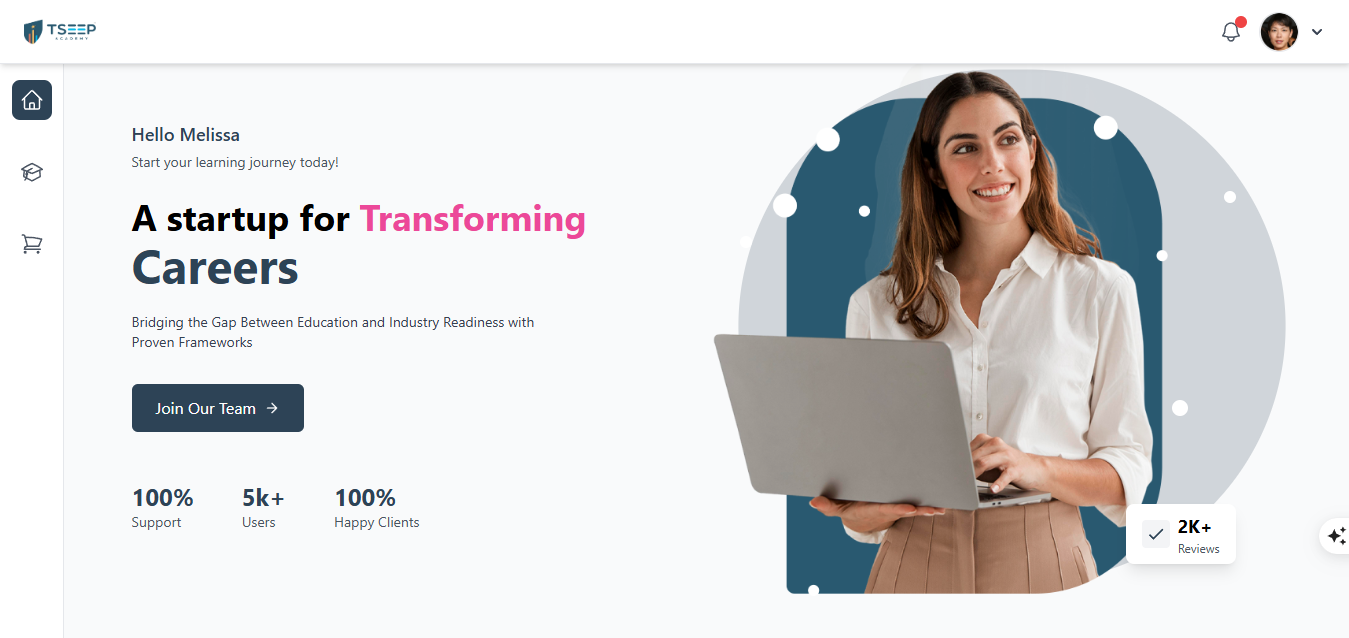 TSEEP
ACADEMY
Hello Melissa
Start your learning journey today!
A startup for Transforming
Careers
Bridging the Gap Between Education and Industry Readiness with
Proven Frameworks
Join Our Team
100%
Support
5k+
Users
100%
Happy Clients
2K+
Reviews